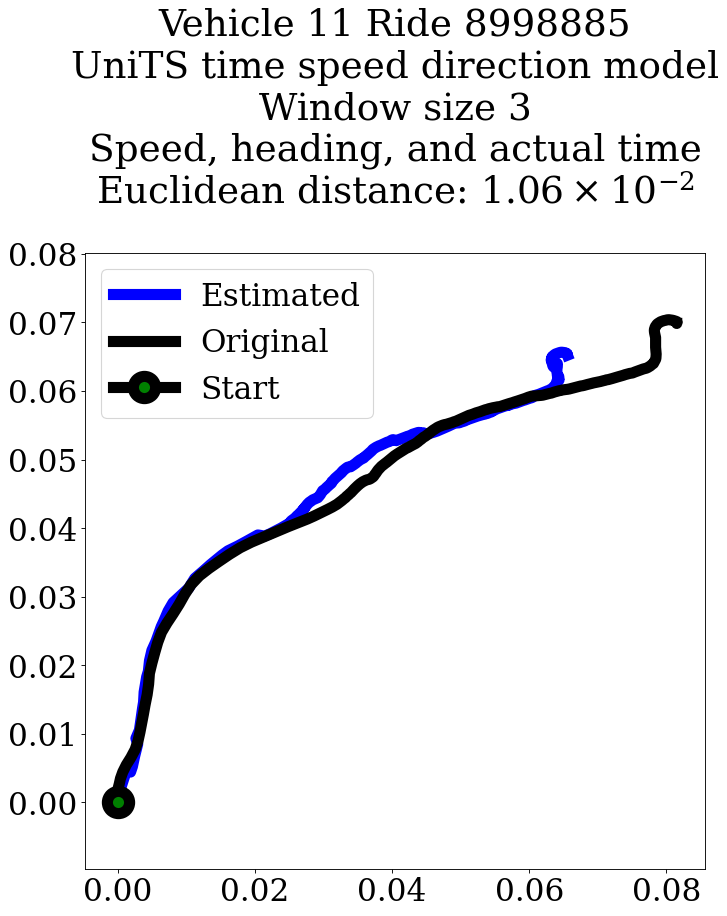 Vehicle 11 Ride 8998885
UniTS time speed direction model
Window size 3
Speed, heading, and actual time
Euclidean distance: 1.06 × 10⁻²
0.08
0.07
0.06
0.05
0.04
0.03
0.02
0.01
0.00
Estimated
Original
Start
0.00 0.02 0.04 0.06 0.08